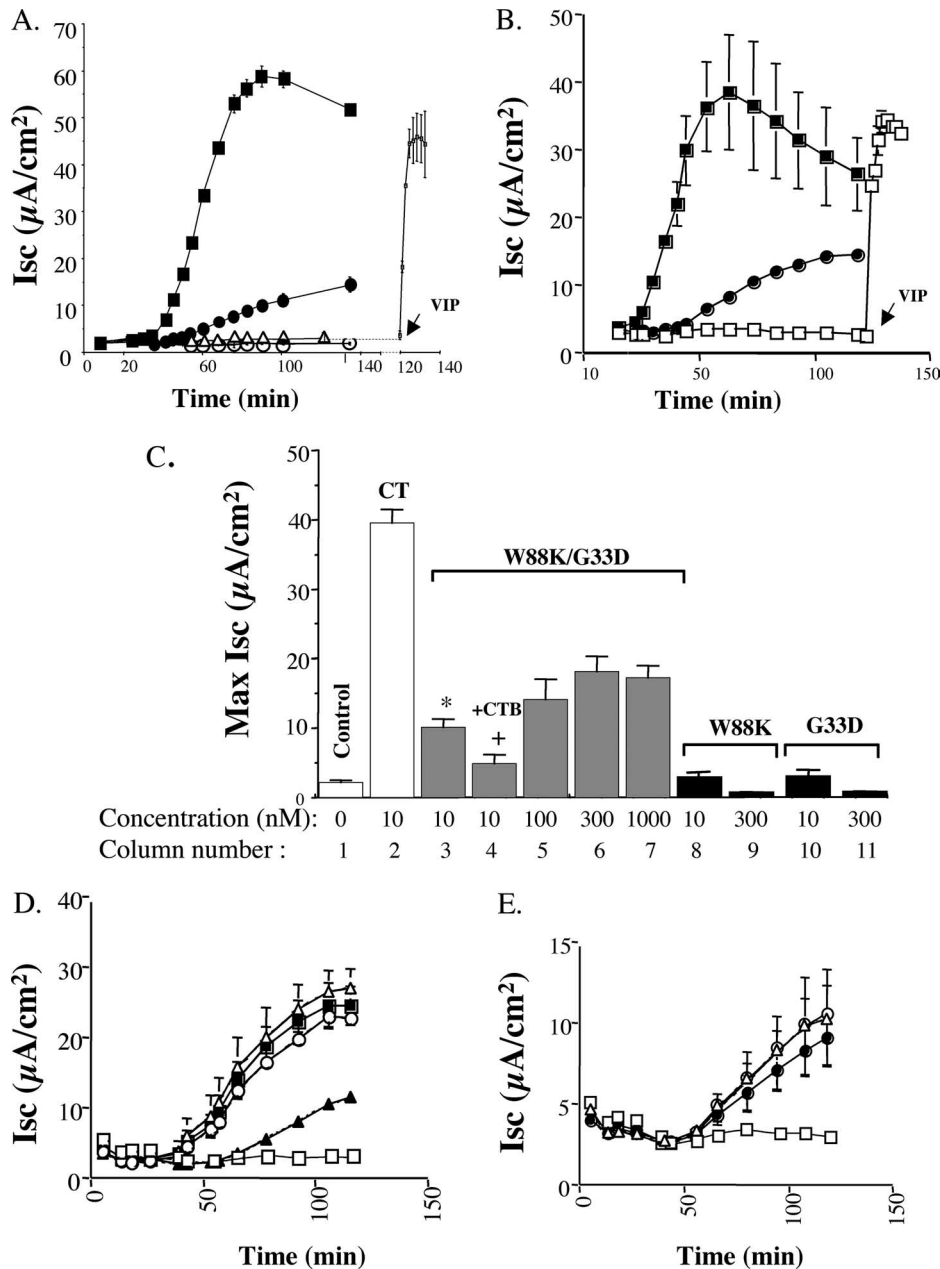 A.
Isc (µA/cm²)
70
60
50
40
30
20
10
0
0 20 60 100 140
120 140
VIP
Time (min)
B.
Isc (µA/cm²)
50
40
30
20
10
0
10 50 100 150
VIP
Time (min)
C.
Max Isc (µA/cm²)
50
40
30
20
10
0
Control
CT
W88K/G33D
*
+CTB
+
W88K
G33D
Concentration (nM): 0 10 10 10 100 300 1000 10 300 10 300
Column number : 1 2 3 4 5 6 7 8 9 10 11
D.
Isc (µA/cm²)
40
30
20
10
0
0 50 100 150
Time (min)
E.
Isc (µA/cm²)
15
10
5
0
0 50 100 150
Time (min)